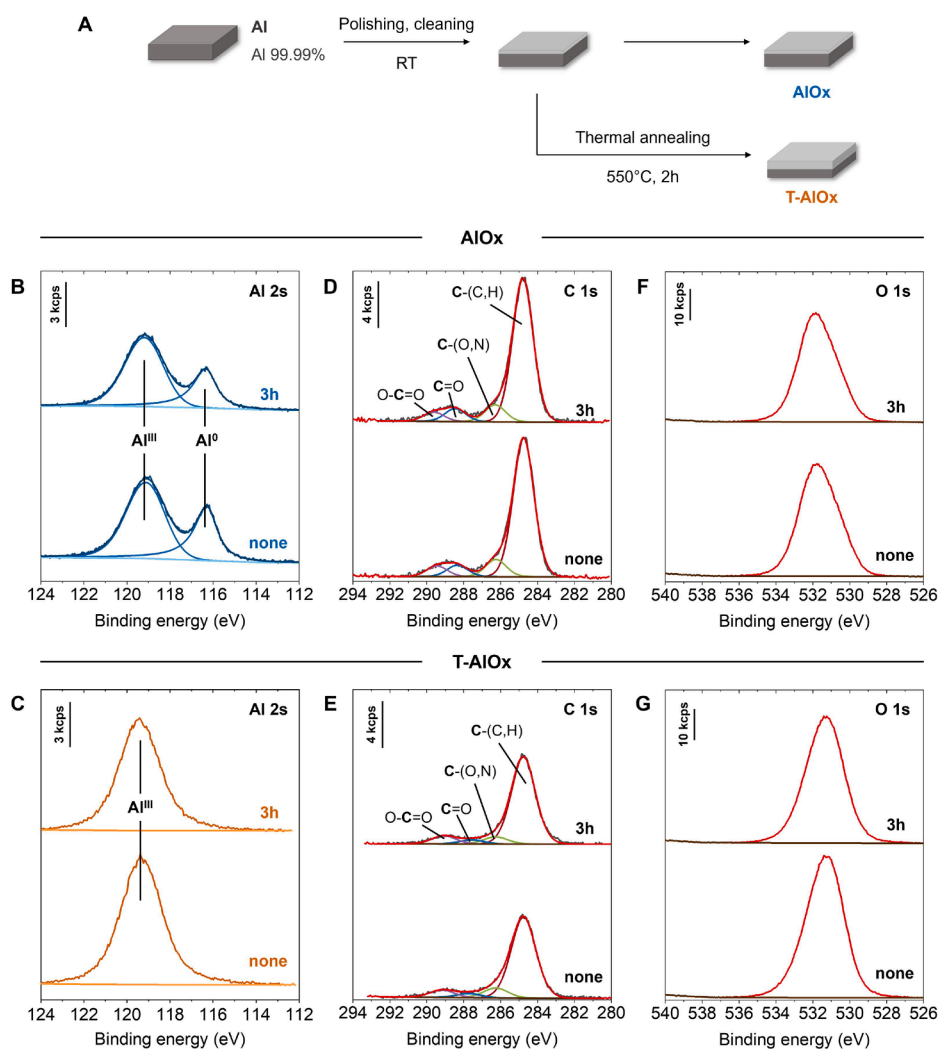 A
Al
Al 99.99%
Polishing, cleaning
RT
AlOx
Thermal annealing
550°C, 2h
T-AlOx
AlOx
B
3 kcps
Al 2s
3h
Alᴵᴵᴵ
Al⁰
none
124 122 120 118 116 114 112
Binding energy (eV)
D
4 kcps
C 1s
C-(C,H)
C-(O,N)
C=O
O-C=O
3h
none
294 292 290 288 286 284 282 280
Binding energy (eV)
F
10 kcps
O 1s
3h
none
540 538 536 534 532 530 528 526
Binding energy (eV)
T-AlOx
C
3 kcps
Al 2s
3h
Alᴵᴵᴵ
none
124 122 120 118 116 114 112
Binding energy (eV)
E
4 kcps
C 1s
C-(C,H)
C-(O,N)
C=O
O-C=O
3h
none
294 292 290 288 286 284 282 280
Binding energy (eV)
G
10 kcps
O 1s
3h
none
540 538 536 534 532 530 528 526
Binding energy (eV)